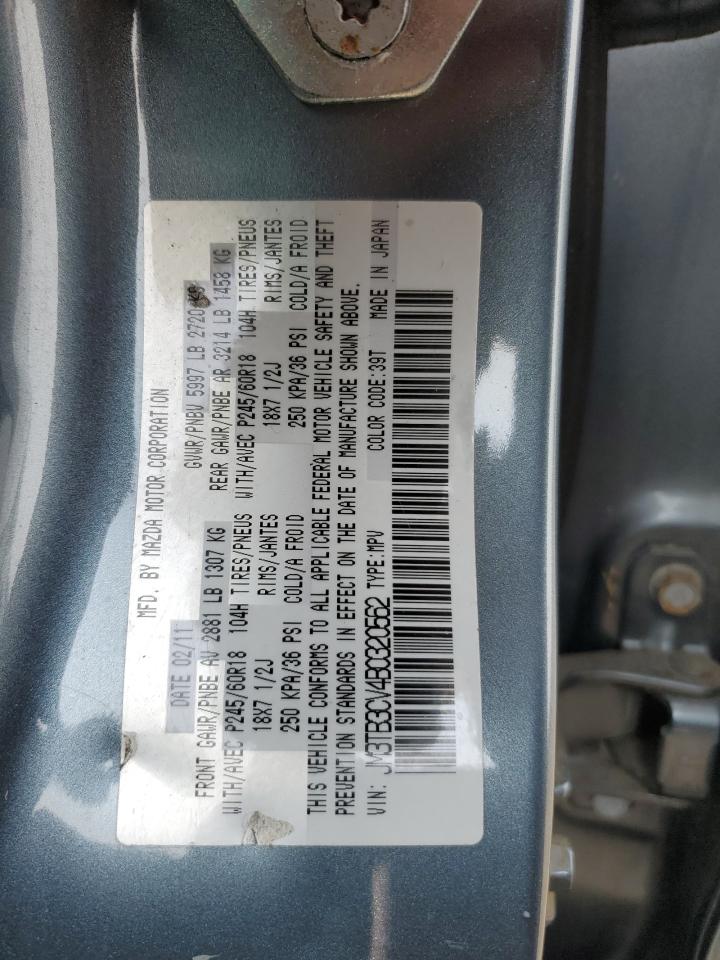 MFD. BY MAZDA MOTOR CORPORATION
DATE 02/11 GVWR/PNBV 5997 LB 2720 KG
FRONT GAWR/PNBE AV 2881 LB 1307 KG REAR GAWR/PNBE AR 3214 LB 1458 KG
WITH/AVEC P245/60R18 104H TIRES/PNEUS WITH/AVEC P245/60R18 104H TIRES/PNEUS
18X7 1/2J RIMS/JANTES 18X7 1/2J RIMS/JANTES
250 KPA/36 PSI COLD/A FROID 250 KPA/36 PSI COLD/A FROID
THIS VEHICLE CONFORMS TO ALL APPLICABLE FEDERAL MOTOR VEHICLE SAFETY AND THEFT
PREVENTION STANDARDS IN EFFECT ON THE DATE OF MANUFACTURE SHOWN ABOVE.
VIN: JM3TB3CV4B0320562 TYPE:MPV COLOR CODE:39T MADE IN JAPAN